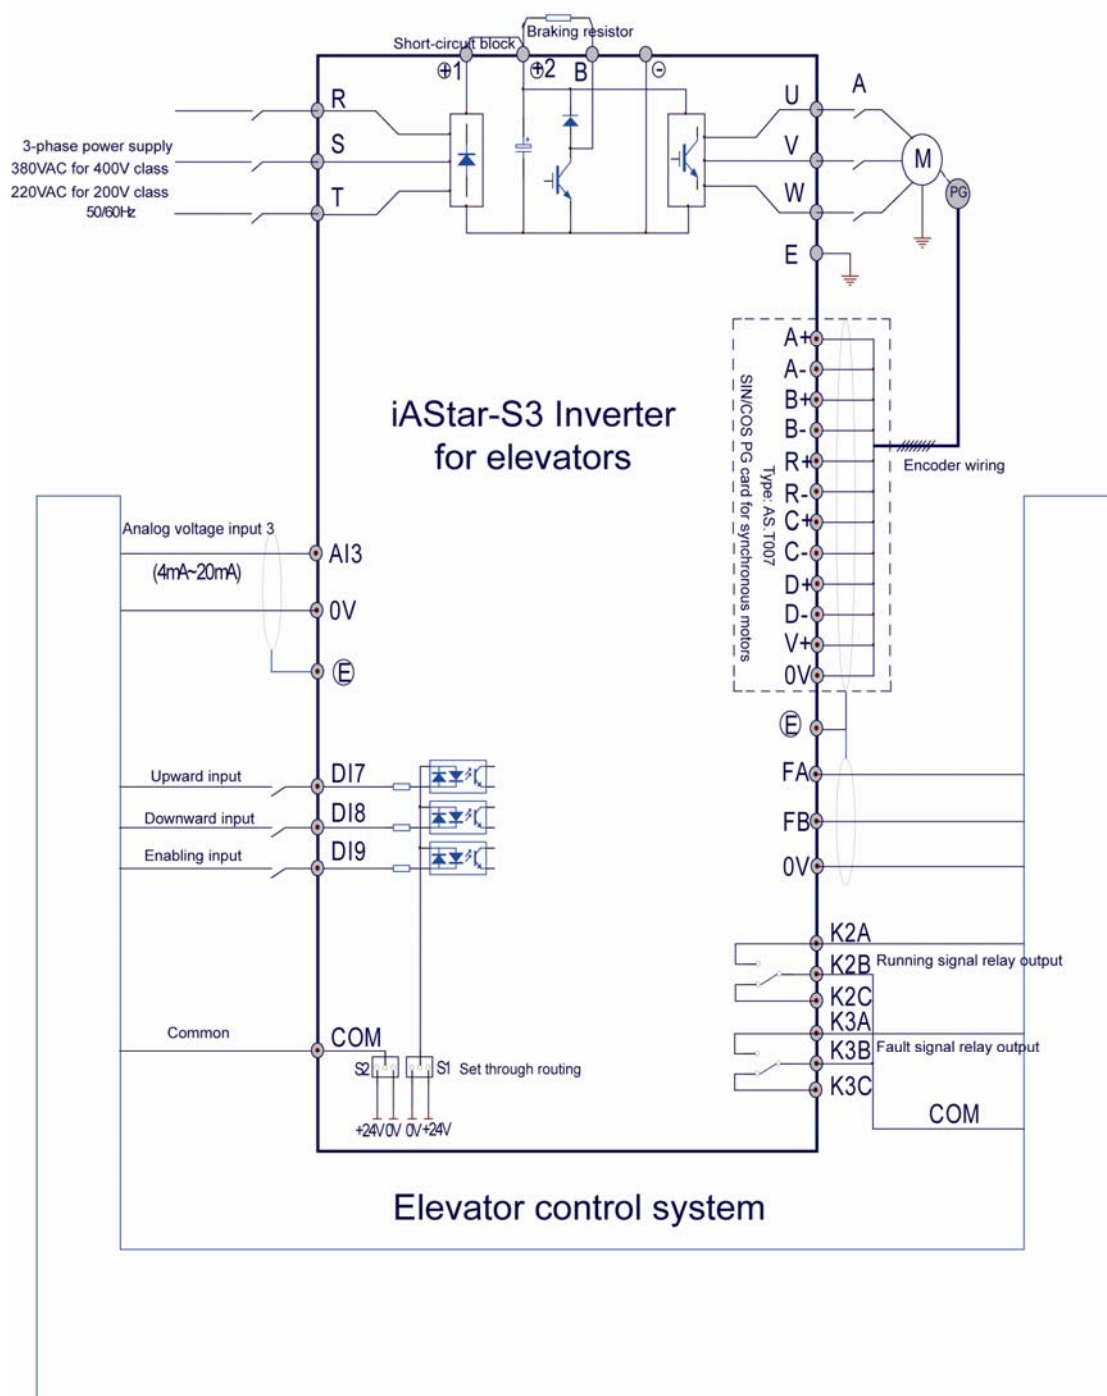 Braking resistor
Short-circuit block
⊕1
⊕2
B
⊖
R
S
T
3-phase power supply
380VAC for 400V class
220VAC for 200V class
50/60Hz
U
V
W
E
A
M
PG
A+
A-
B+
B-
R+
R-
C+
C-
D+
D-
V+
0V
SIN/COS PG card for synchronous motors
Type: AS.T007
Encoder wiring
iAStar-S3 Inverter
for elevators
Analog voltage input 3
(4mA~20mA)
AI3
0V
Ⓔ
Ⓔ
FA
FB
0V
Upward input
DI7
Downward input
DI8
Enabling input
DI9
K2A
K2B
Running signal relay output
K2C
K3A
K3B
Fault signal relay output
K3C
COM
Common
COM
S2
S1
Set through routing
+24V
0V
0V
+24V
Elevator control system